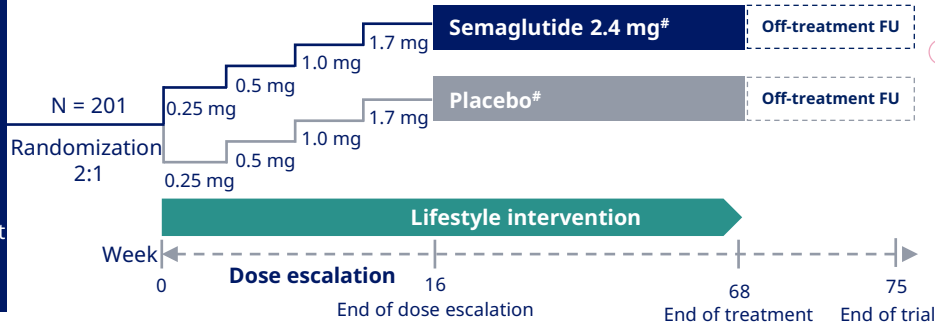 Semaglutide 2.4 mg#
Off-treatment FU
1.7 mg
1.0 mg
0.5 mg
0.25 mg
N = 201
Randomization
2:1
Placebo#
Off-treatment FU
1.7 mg
1.0 mg
0.5 mg
0.25 mg
t
Lifestyle intervention
Week
Dose escalation
0
16
68
75
End of dose escalation
End of treatment
End of trial